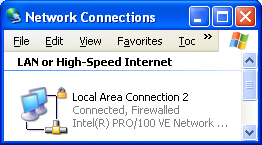 Network Connections
File Edit View Favorites Toc »
LAN or High-Speed Internet
Local Area Connection 2
Connected, Firewalled
Intel(R) PRO/100 VE Network ...